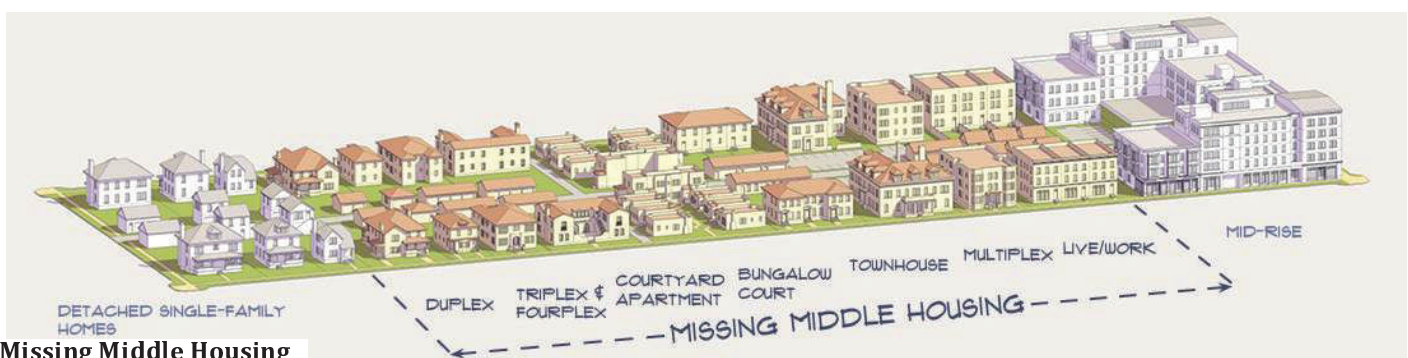 DETACHED SINGLE-FAMILY
HOMES
DUPLEX
TRIPLEX &
FOURPLEX
COURTYARD
APARTMENT
BUNGALOW
COURT
TOWNHOUSE
MULTIPLEX
LIVE/WORK
MID-RISE
MISSING MIDDLE HOUSING
Missing Middle Housing